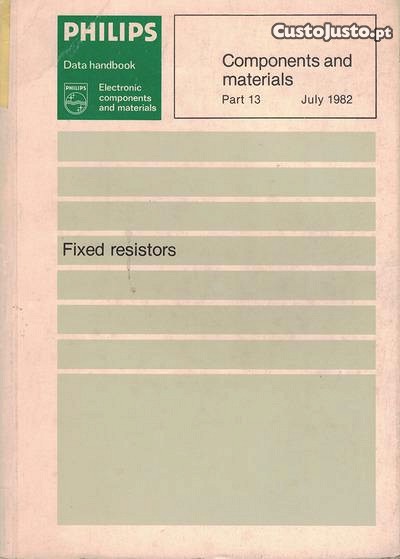 CustoJusto.pt
PHILIPS
Data handbook
PHILIPS
Electronic
components
and materials
Components and
materials
Part 13 July 1982
Fixed resistors